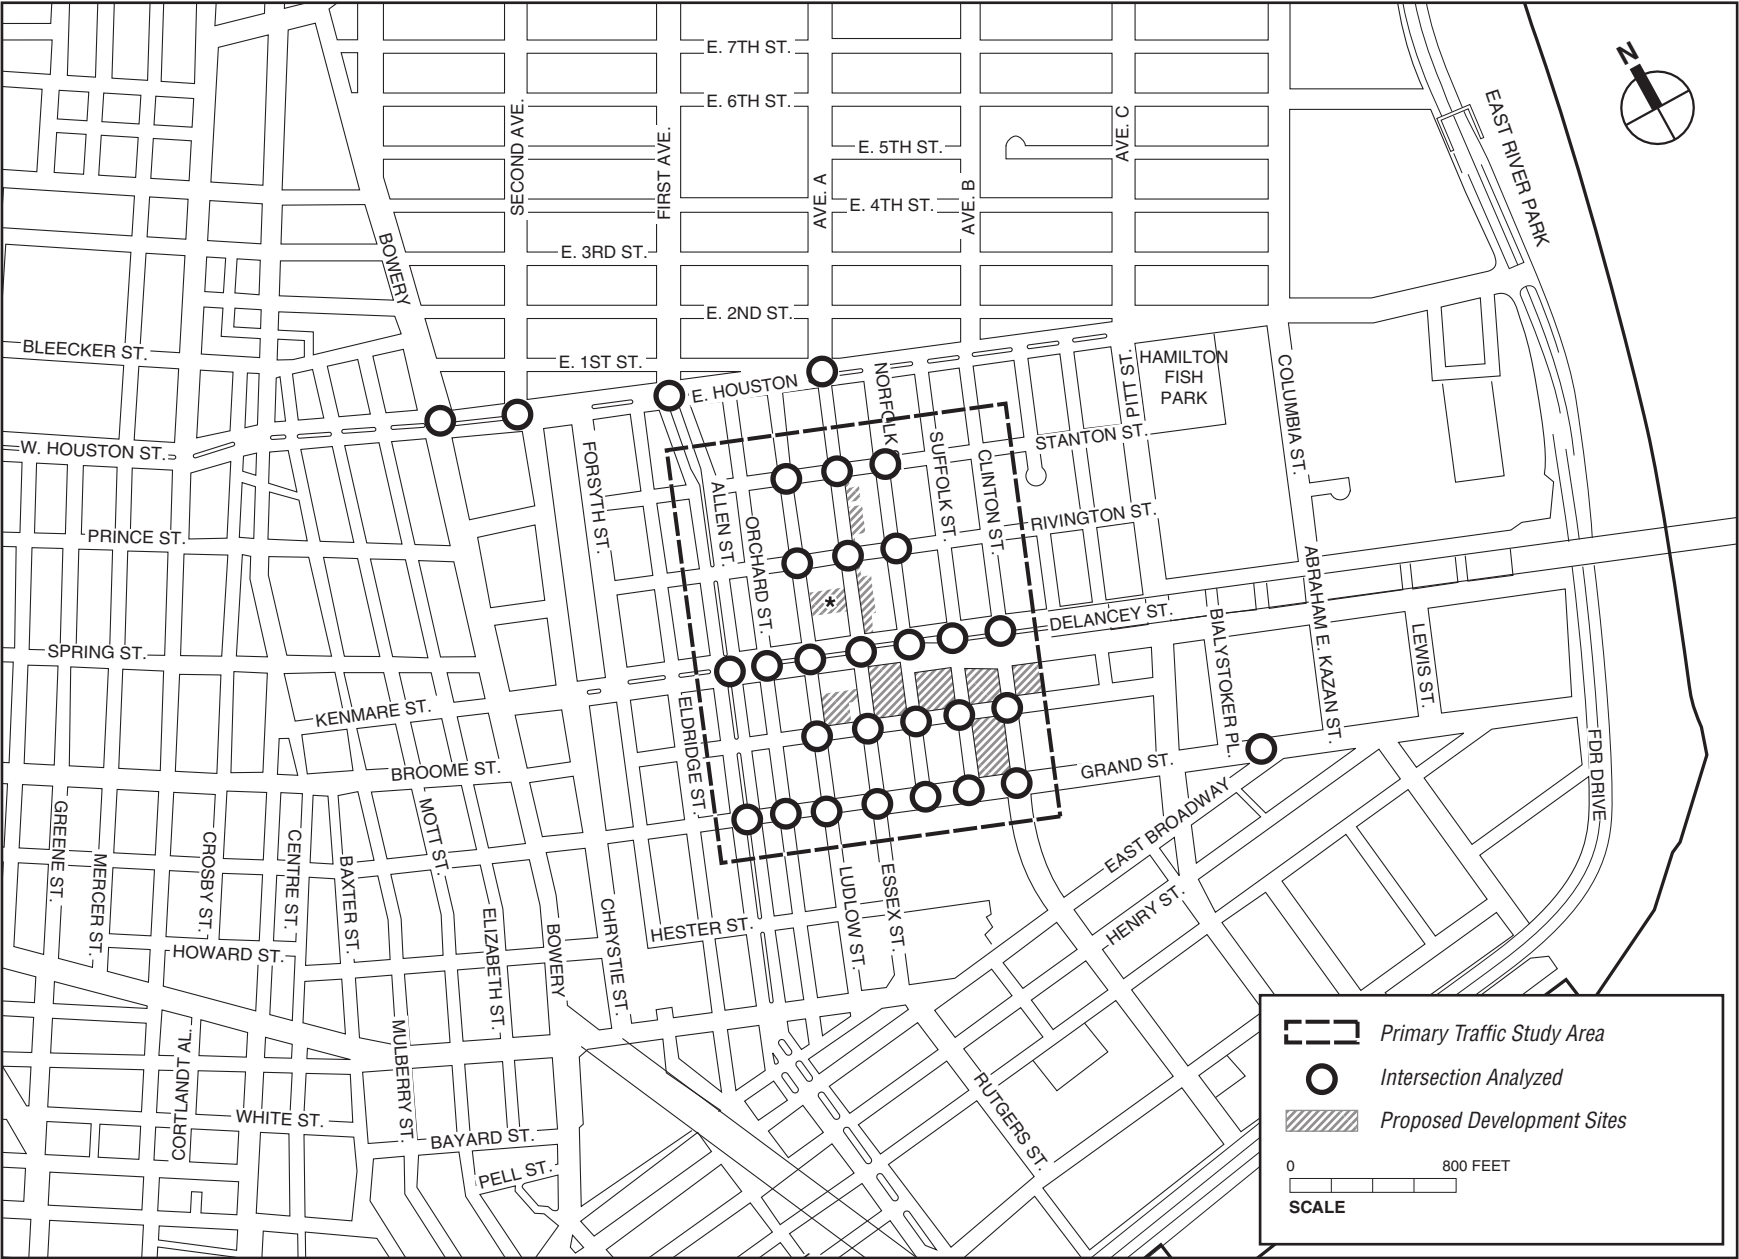 E. 7TH ST.
E. 6TH ST.
E. 5TH ST.
E. 4TH ST.
E. 3RD ST.
E. 2ND ST.
E. 1ST ST.
SECOND AVE.
FIRST AVE.
AVE. A
AVE. B
AVE. C
N
EAST RIVER PARK
BOWERY
BLEECKER ST.
E. HOUSTON
W. HOUSTON ST.
NORFOLK S
HAMILTON
FISH
PARK
PITT ST.
COLUMBIA ST.
STANTON ST.
SUFFOLK ST.
CLINTON ST.
FORSYTH ST.
ALLEN ST.
ORCHARD ST.
RIVINGTON ST.
PRINCE ST.
*
DELANCEY ST.
ABRAHAM E. KAZAN ST.
BIALYSTOKER PL.
LEWIS ST.
SPRING ST.
KENMARE ST.
ELDRIDGE ST.
BROOME ST.
GRAND ST.
FDR DRIVE
EAST BROADWAY
GREENE ST.
MERCER ST.
CROSBY ST.
CENTRE ST.
BAXTER ST.
MOTT ST.
ELIZABETH ST.
BOWERY
CHRYSTIE ST.
HESTER ST.
LUDLOW ST.
ESSEX ST.
HENRY ST.
HOWARD ST.
CORTLANDT AL.
MULBERRY ST.
WHITE ST.
BAYARD ST.
PELL ST.
RUTGERS ST.
Primary Traffic Study Area
Intersection Analyzed
Proposed Development Sites
0 800 FEET
SCALE